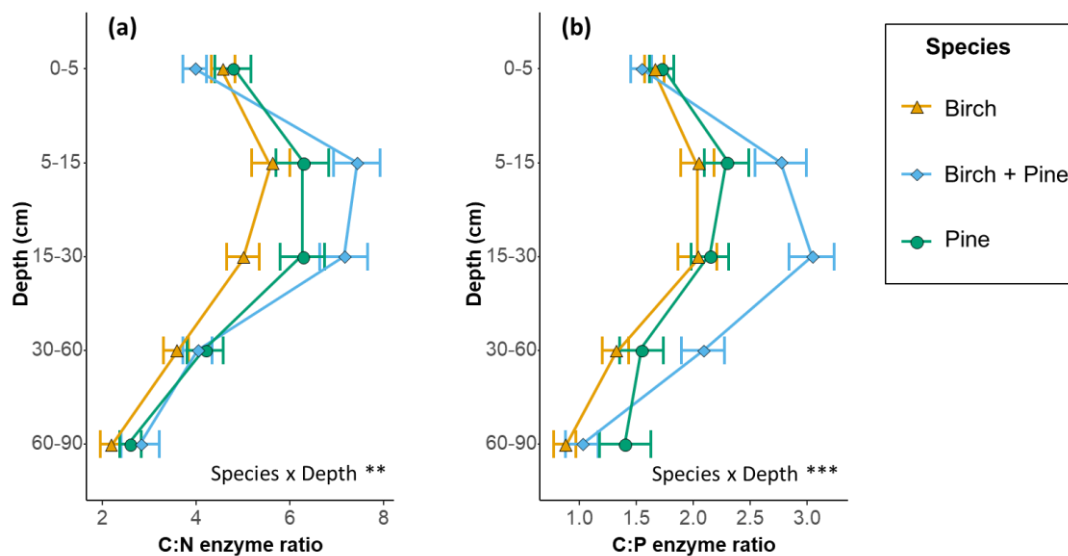 (a)
Depth (cm)
0-5
5-15
15-30
30-60
60-90
Species x Depth **
2 4 6 8
C:N enzyme ratio
(b)
Depth (cm)
0-5
5-15
15-30
30-60
60-90
Species x Depth ***
1.0 1.5 2.0 2.5 3.0
C:P enzyme ratio
Species
Birch
Birch + Pine
Pine